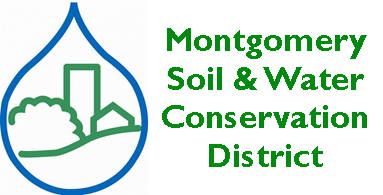 Montgomery
Soil & Water
Conservation
District